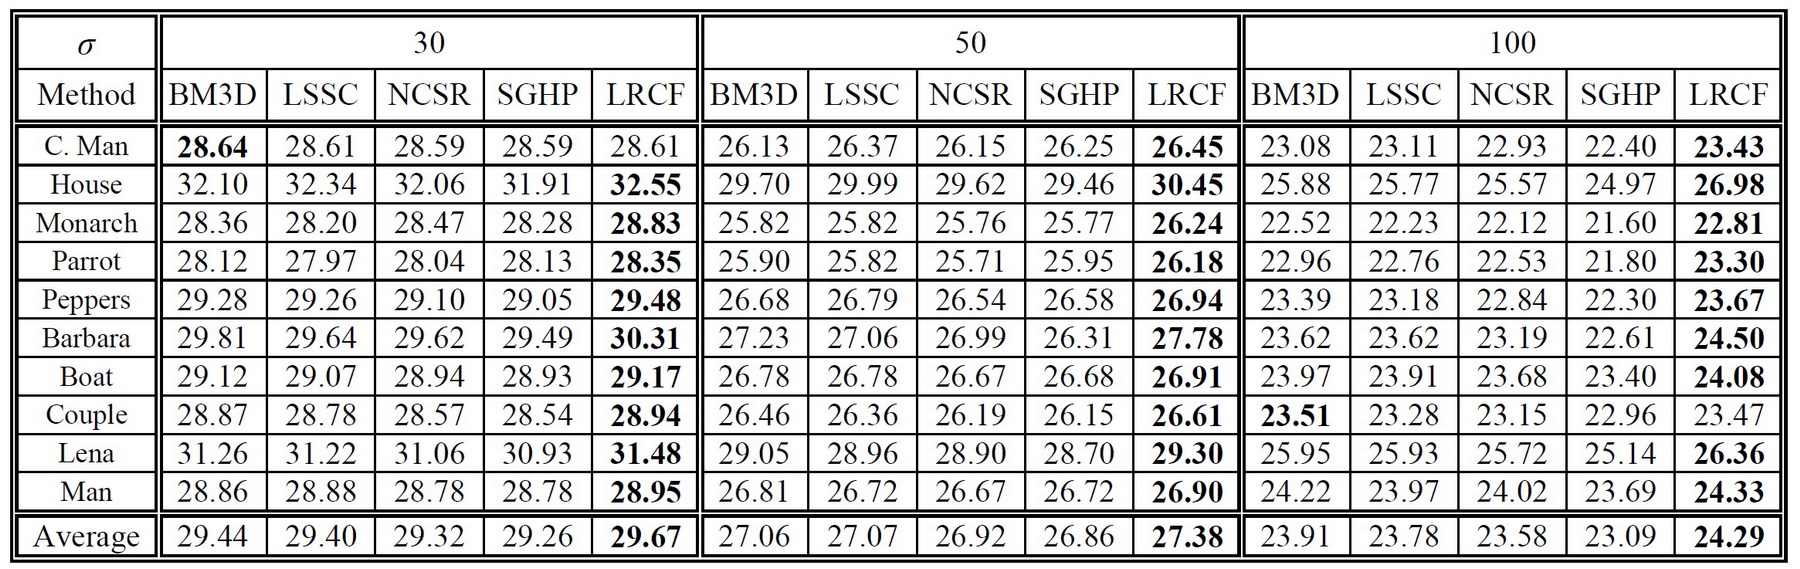 σ 30 50 100
Method BM3D LSSC NCSR SGHP LRCF BM3D LSSC NCSR SGHP LRCF BM3D LSSC NCSR SGHP LRCF
C. Man 28.64 28.61 28.59 28.59 28.61 26.13 26.37 26.15 26.25 26.45 23.08 23.11 22.93 22.40 23.43
House 32.10 32.34 32.06 31.91 32.55 29.70 29.99 29.62 29.46 30.45 25.88 25.77 25.57 24.97 26.98
Monarch 28.36 28.20 28.47 28.28 28.83 25.82 25.82 25.76 25.77 26.24 22.52 22.23 22.12 21.60 22.81
Parrot 28.12 27.97 28.04 28.13 28.35 25.90 25.82 25.71 25.95 26.18 22.96 22.76 22.53 21.80 23.30
Peppers 29.28 29.26 29.10 29.05 29.48 26.68 26.79 26.54 26.58 26.94 23.39 23.18 22.84 22.30 23.67
Barbara 29.81 29.64 29.62 29.49 30.31 27.23 27.06 26.99 26.31 27.78 23.62 23.62 23.19 22.61 24.50
Boat 29.12 29.07 28.94 28.93 29.17 26.78 26.78 26.67 26.68 26.91 23.97 23.91 23.68 23.40 24.08
Couple 28.87 28.78 28.57 28.54 28.94 26.46 26.36 26.19 26.15 26.61 23.51 23.28 23.15 22.96 23.47
Lena 31.26 31.22 31.06 30.93 31.48 29.05 28.96 28.90 28.70 29.30 25.95 25.93 25.72 25.14 26.36
Man 28.86 28.88 28.78 28.78 28.95 26.81 26.72 26.67 26.72 26.90 24.22 23.97 24.02 23.69 24.33
Average 29.44 29.40 29.32 29.26 29.67 27.06 27.07 26.92 26.86 27.38 23.91 23.78 23.58 23.09 24.29